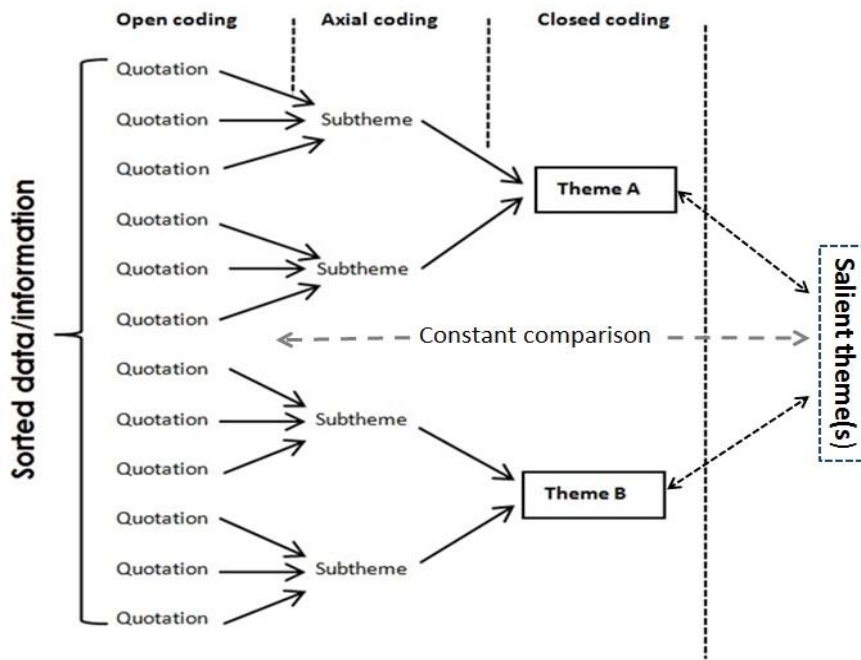 Open coding
Axial coding
Closed coding
Sorted data/information
Quotation
Quotation
Quotation
Quotation
Quotation
Quotation
Quotation
Quotation
Quotation
Quotation
Quotation
Quotation
Subtheme
Subtheme
Subtheme
Subtheme
Theme A
Theme B
Constant comparison
Salient theme(s)